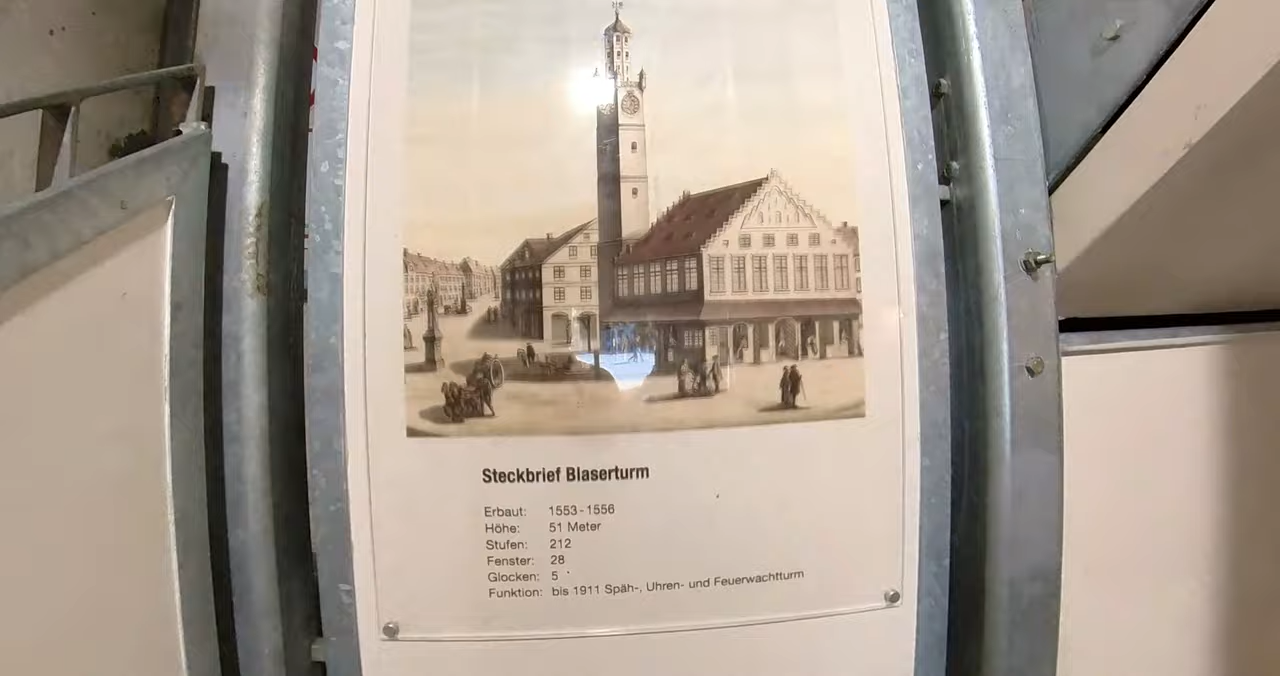 Steckbrief Blaserturm
Erbaut: 1553-1556
Höhe: 51 Meter
Stufen: 212
Fenster: 28
Glocken: 5
Funktion: bis 1911 Späh-, Uhren- und Feuerwachtturm